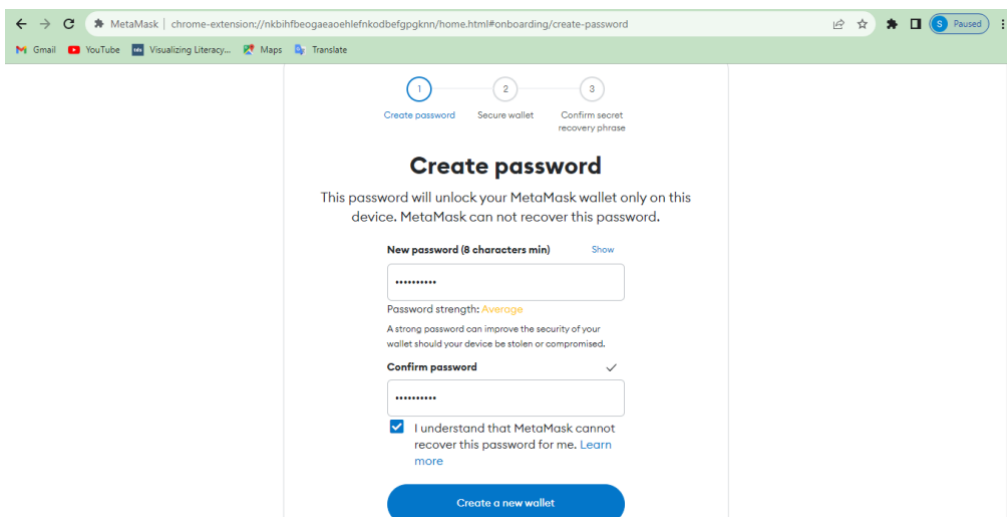 MetaMask | chrome-extension://nkbihfbeogaeaoehlefnkodbefgpgknn/home.html#onboarding/create-password S Paused
Gmail YouTube Visualizing Literacy... Maps Translate
1 2 3
Create password Secure wallet Confirm secret
recovery phrase
Create password
This password will unlock your MetaMask wallet only on this
device. MetaMask can not recover this password.
New password (8 characters min) Show
••••••••••
Password strength: Average
A strong password can improve the security of your
wallet should your device be stolen or compromised.
Confirm password
••••••••••
I understand that MetaMask cannot
recover this password for me. Learn
more
Create a new wallet